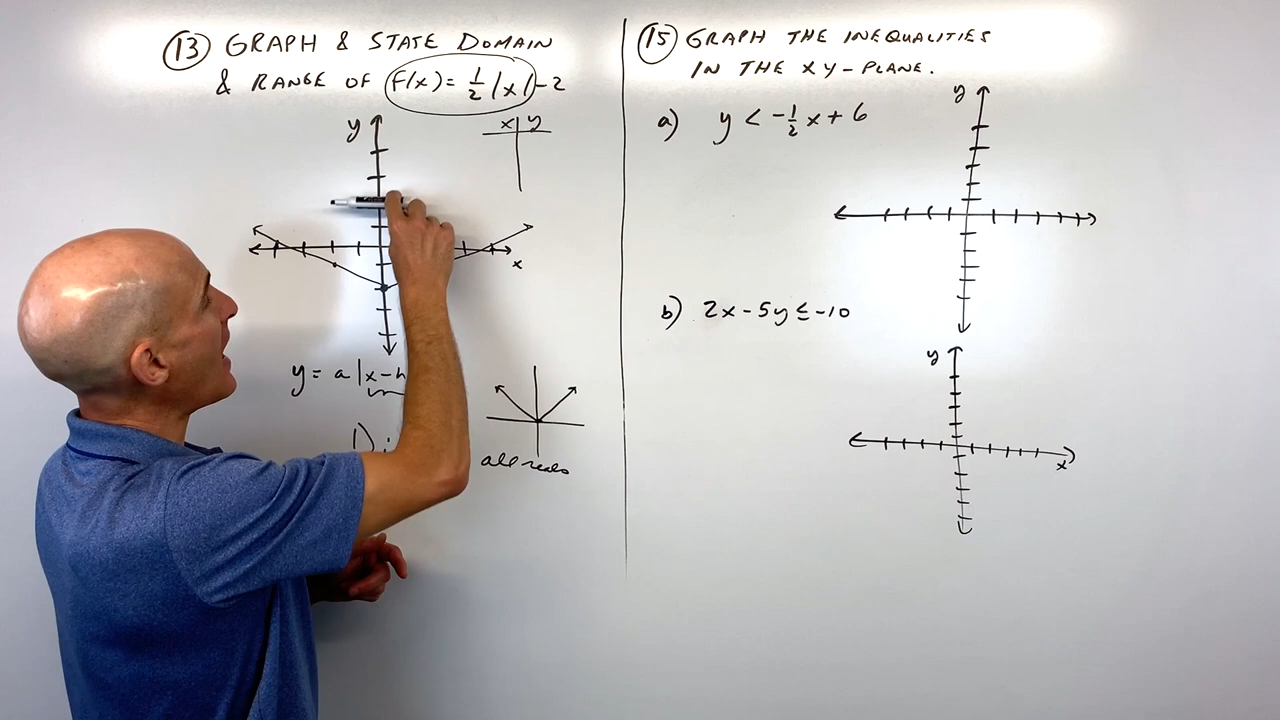 13 GRAPH & STATE DOMAIN
& RANGE OF f(x) = 1/2 |x| - 2
y
x y
x
y = a |x-h
D:
all reals
15 GRAPH THE INEQUALITIES
IN THE XY-PLANE.
a) y < -1/2 x + 6
y
b) 2x - 5y ≤ -10
y
x